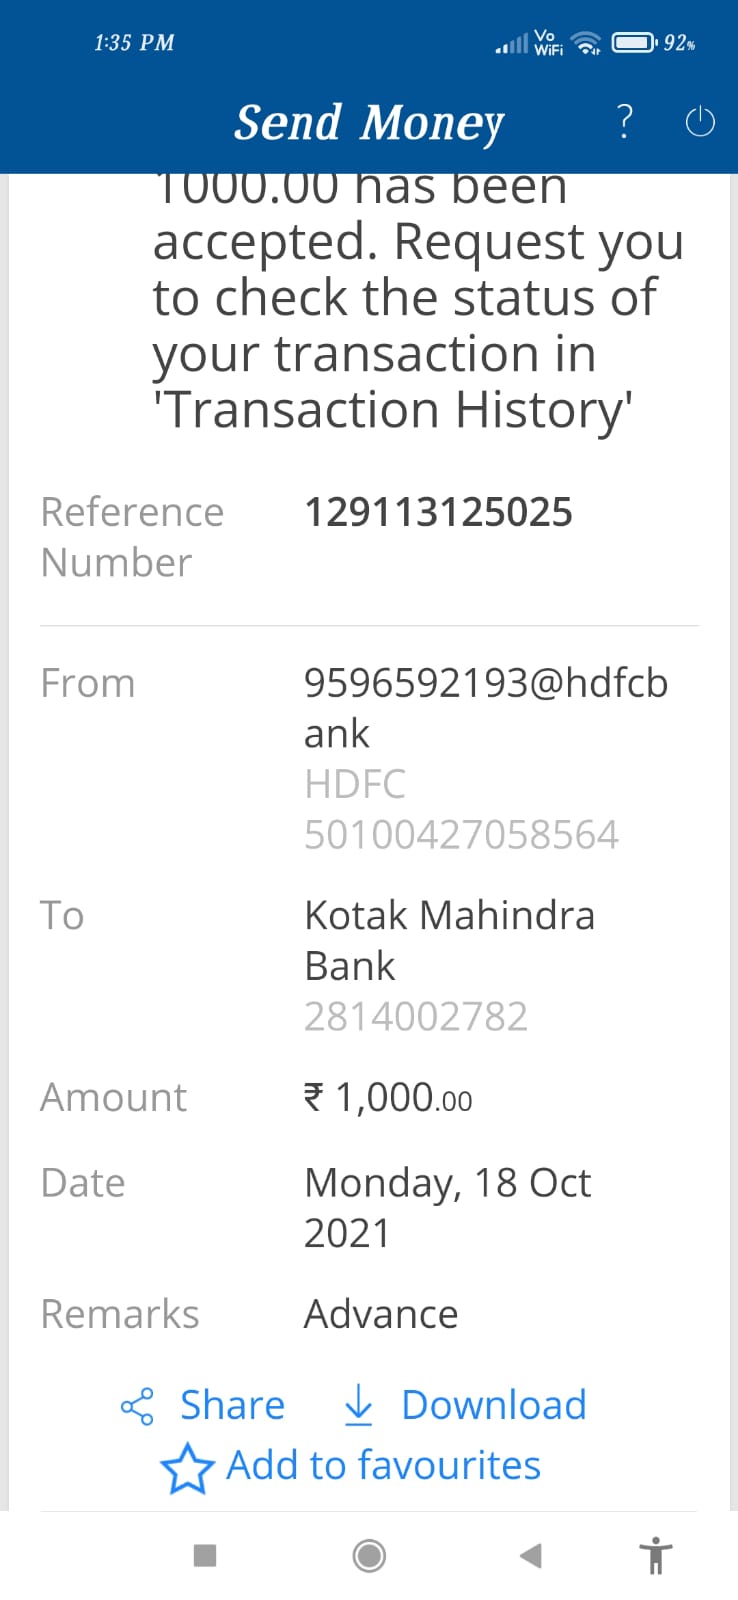 1:35 PM
Vo
WiFi
92%
Send Money
?
1000.00 has been
accepted. Request you
to check the status of
your transaction in
'Transaction History'
Reference
Number
129113125025
From
9596592193@hdfcb
ank
HDFC
50100427058564
To
Kotak Mahindra
Bank
2814002782
Amount
₹ 1,000.00
Date
Monday, 18 Oct
2021
Remarks
Advance
Share
Download
Add to favourites